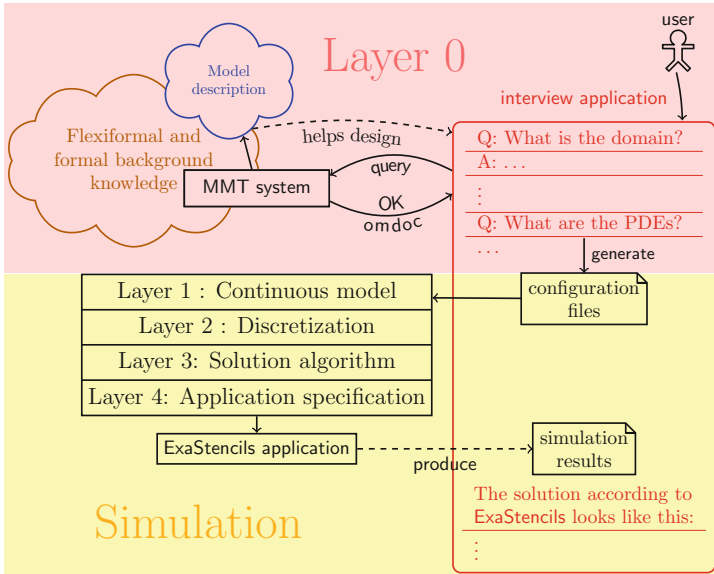 Layer 0
user
Model
description
interview application
Flexiformal and
formal background
knowledge
helps design
MMT system
query
OK
omdoc
Q: What is the domain?
A: . . .
⋮
Q: What are the PDEs?
. . .
generate
configuration
files
Layer 1 : Continuous model
Layer 2 : Discretization
Layer 3: Solution algorithm
Layer 4: Application specification
ExaStencils application
produce
simulation
results
Simulation
The solution according to
ExaStencils looks like this:
⋮